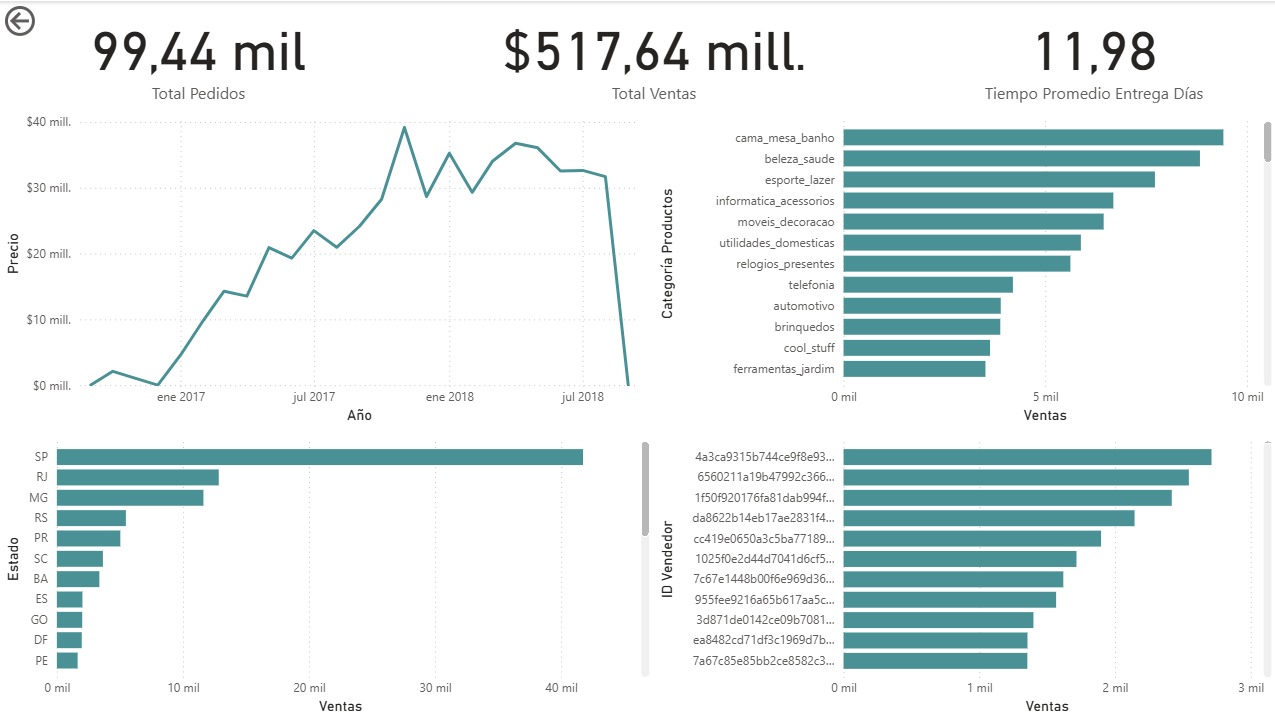 99,44 mil
Total Pedidos
$517,64 mill.
Total Ventas
11,98
Tiempo Promedio Entrega Días
Precio
$40 mill.
$30 mill.
$20 mill.
$10 mill.
$0 mill.
ene 2017
jul 2017
ene 2018
jul 2018
Año
Categoría Productos
cama_mesa_banho
beleza_saude
esporte_lazer
informatica_acessorios
moveis_decoracao
utilidades_domesticas
relogios_presentes
telefonia
automotivo
brinquedos
cool_stuff
ferramentas_jardim
0 mil
5 mil
10 mil
Ventas
Estado
SP
RJ
MG
RS
PR
SC
BA
ES
GO
DF
PE
0 mil
10 mil
20 mil
30 mil
40 mil
Ventas
ID Vendedor
4a3ca9315b744ce9f8e93...
6560211a19b47992c366...
1f50f920176fa81dab994f...
da8622b14eb17ae2831f4...
cc419e0650a3c5ba77189...
1025f0e2d44d7041d6cf5...
7c67e1448b00f6e969d36...
955fee9216a65b617aa5c...
3d871de0142ce09b7081...
ea8482cd71df3c1969d7b...
7a67c85e85bb2ce8582c3...
0 mil
1 mil
2 mil
3 mil
Ventas